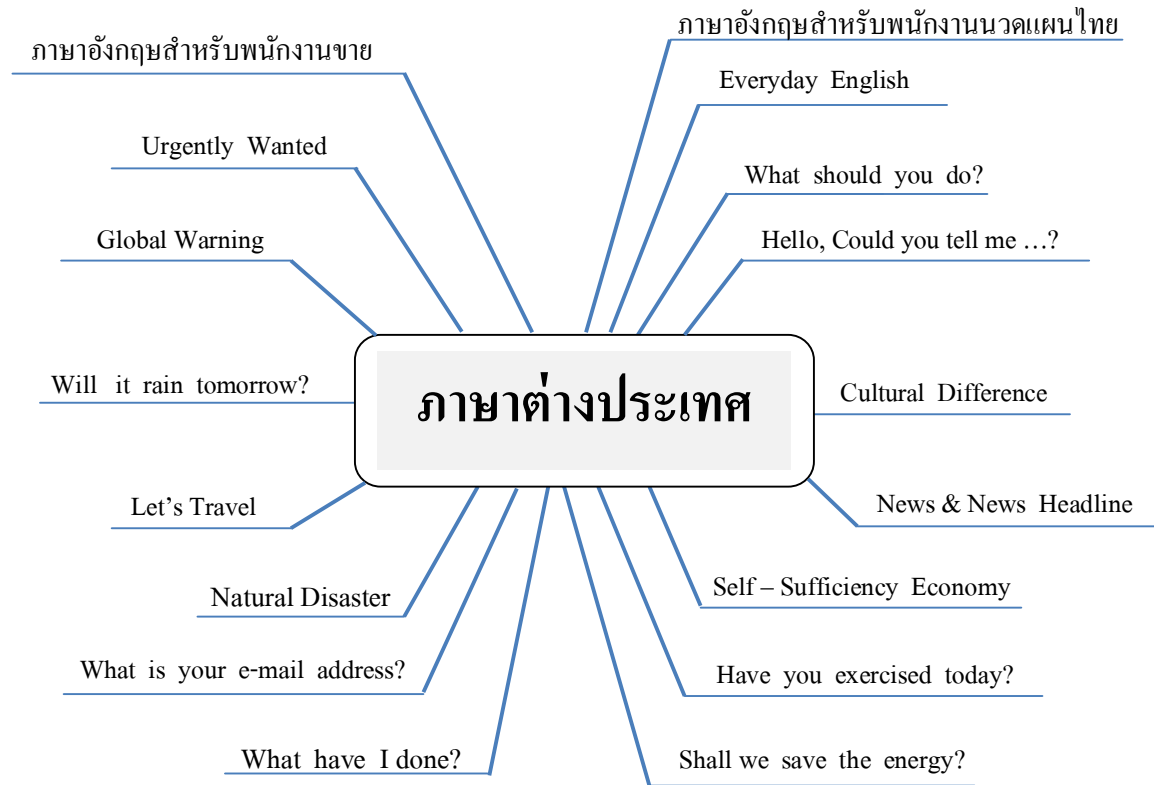 ภาษาอังกฤษสำหรับพนักงานนวดแผนไทย
ภาษาอังกฤษสำหรับพนักงานขาย
Everyday English
Urgently Wanted
What should you do?
Global Warning
Hello, Could you tell me …?
Will it rain tomorrow?
ภาษาต่างประเทศ
Cultural Difference
Let's Travel
News & News Headline
Natural Disaster
Self – Sufficiency Economy
What is your e-mail address?
Have you exercised today?
What have I done?
Shall we save the energy?